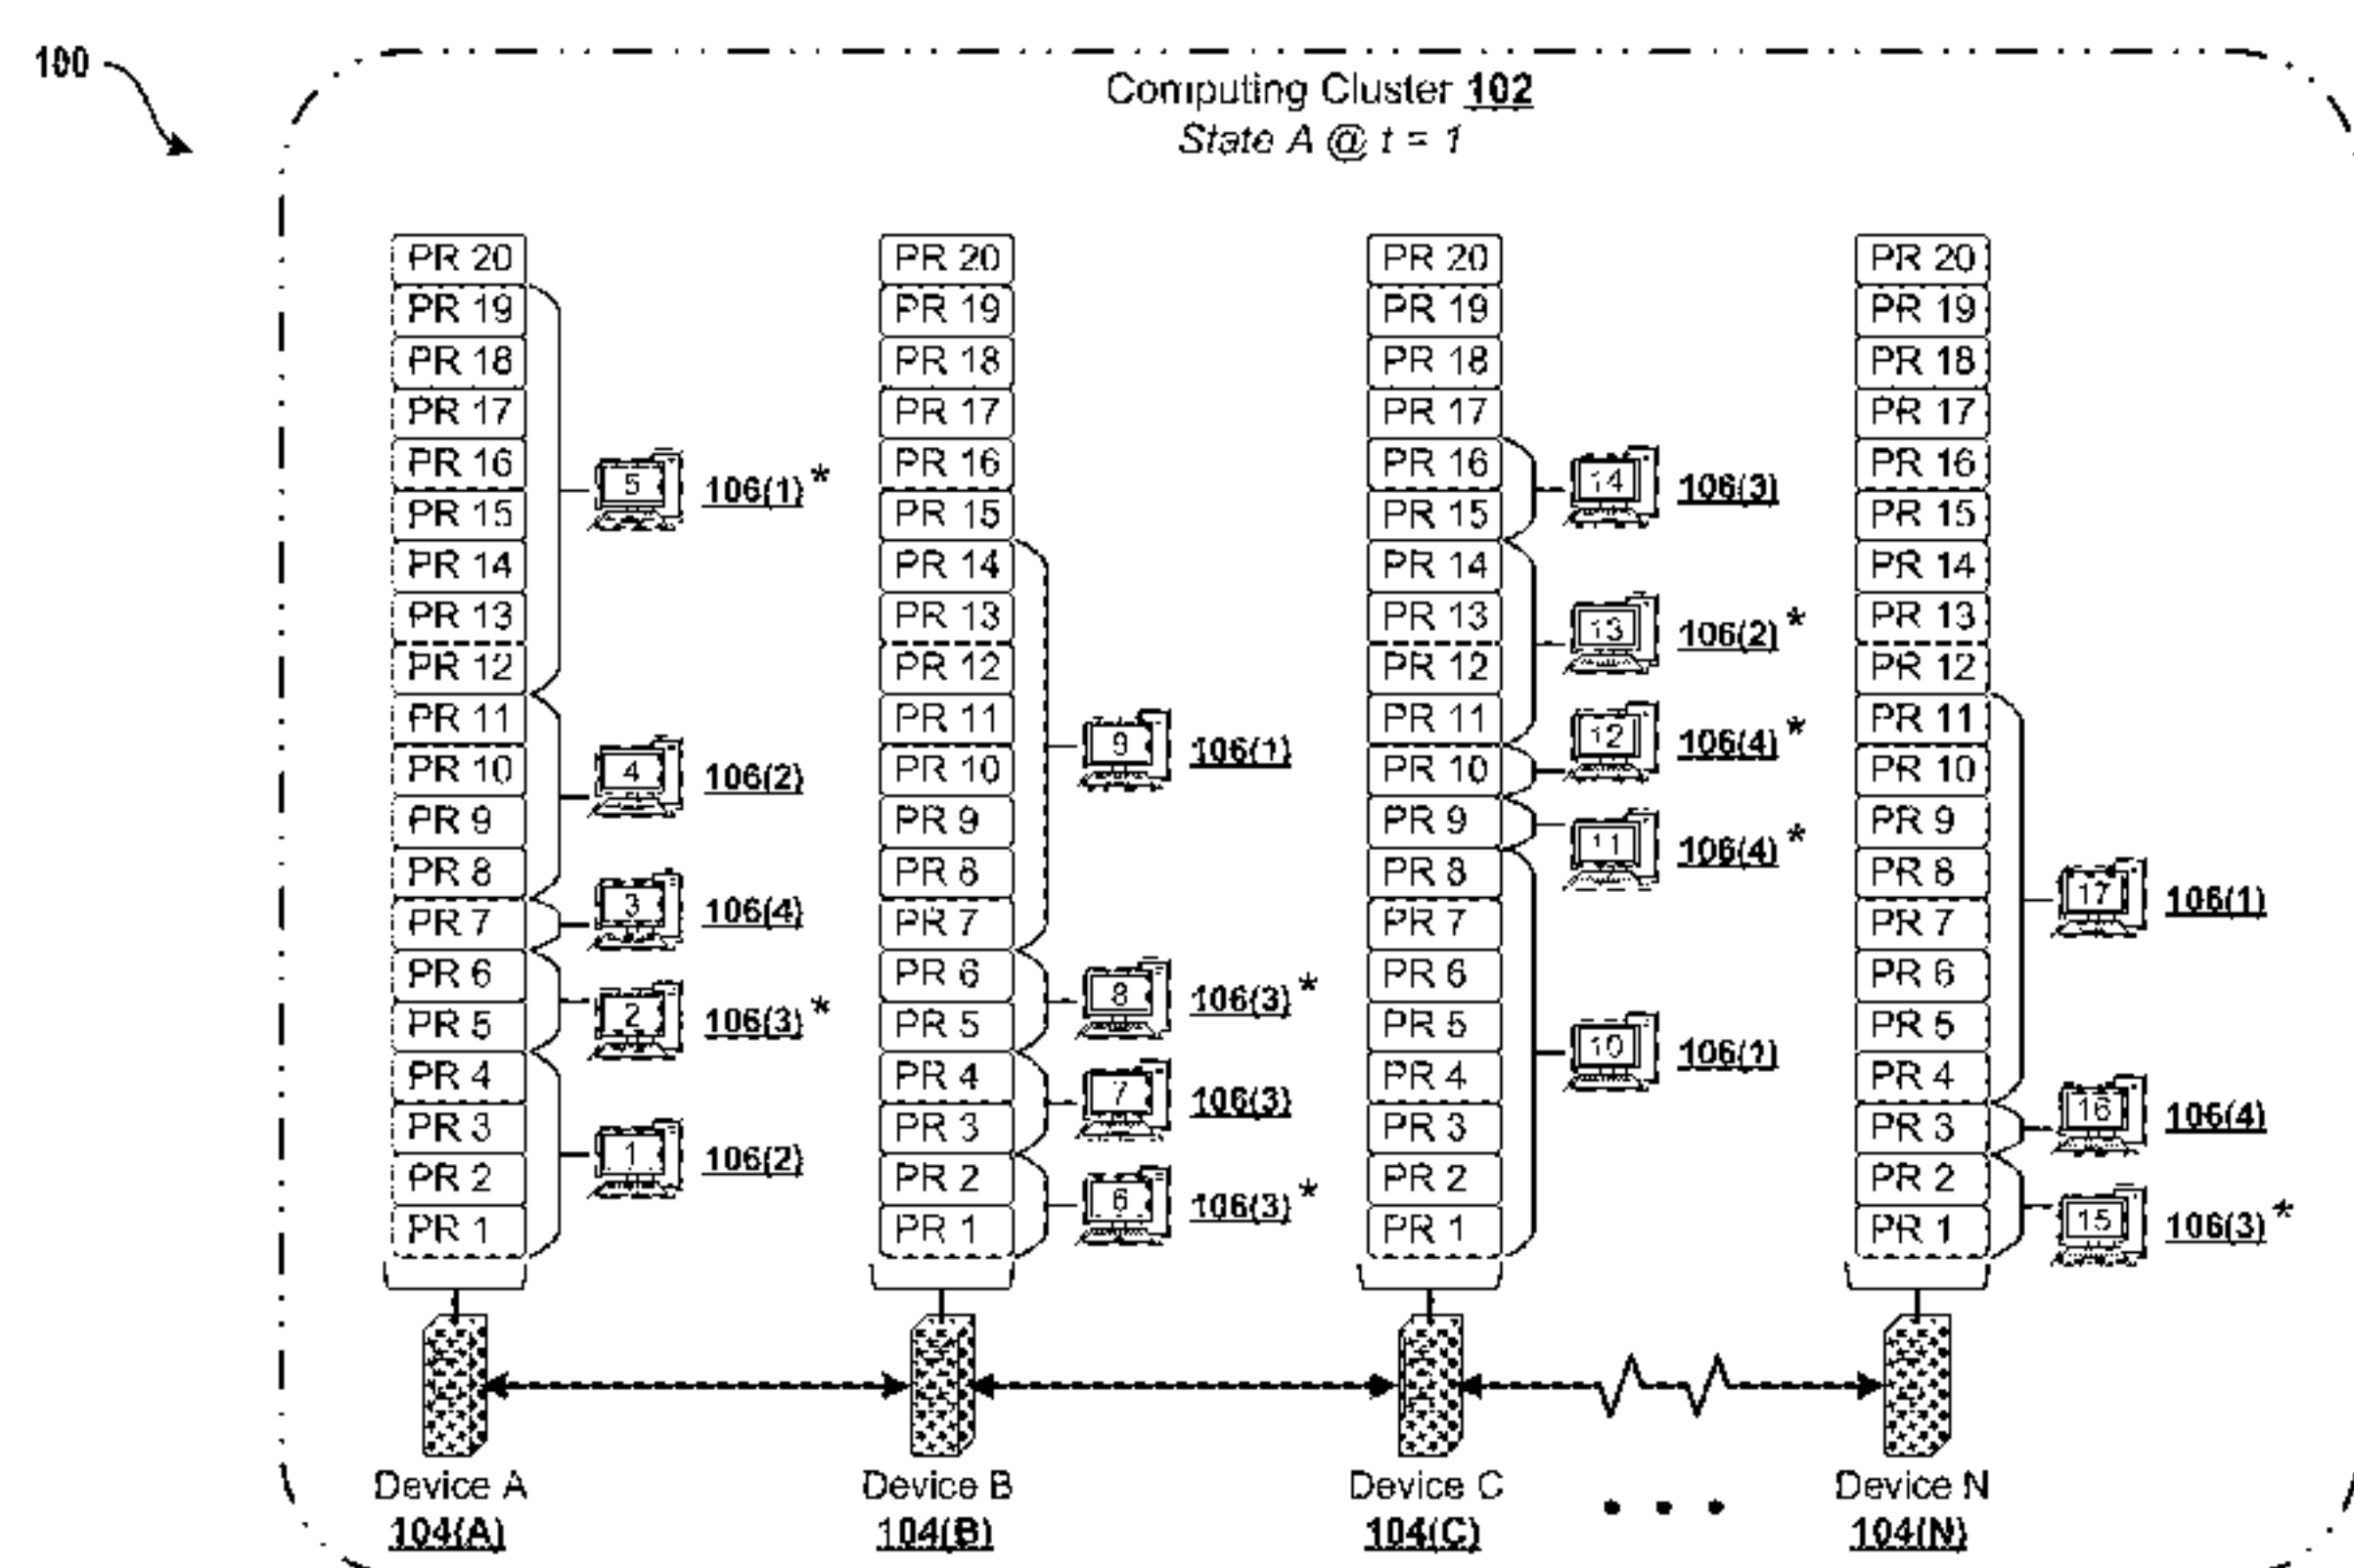 100
Computing Cluster 102
State A @ t = 1
PR 20 PR 20 PR 20 PR 20
PR 19 PR 19 PR 19 PR 19
PR 18 PR 18 PR 18 PR 18
PR 17 PR 17 PR 17 PR 17
PR 16 PR 16 PR 16 PR 16
5 106(1)* 14 106(3)
PR 15 PR 15 PR 15 PR 15
PR 14 PR 14 PR 14 PR 14
PR 13 PR 13 PR 13 PR 13
13 106(2)*
PR 12 PR 12 PR 12 PR 12
PR 11 PR 11 PR 11 PR 11
9 106(1) 12 106(4)*
PR 10 PR 10 PR 10 PR 10
4 106(2)
PR 9 PR 9 PR 9 PR 9
11 106(4)*
PR 8 PR 8 PR 8 PR 8
17 106(1)
PR 7 PR 7 PR 7 PR 7
3 106(4)
PR 6 PR 6 PR 6 PR 6
8 106(3)*
PR 5 PR 5 PR 5 PR 5
2 106(3)* 10 106(1)
PR 4 PR 4 PR 4 PR 4
7 106(3) 16 106(4)
PR 3 PR 3 PR 3 PR 3
1 106(2)
PR 2 PR 2 PR 2 PR 2
6 106(3)* 15 106(3)*
PR 1 PR 1 PR 1 PR 1
Device A Device B Device C • • • Device N
104(A) 104(B) 104(C) 104(N)